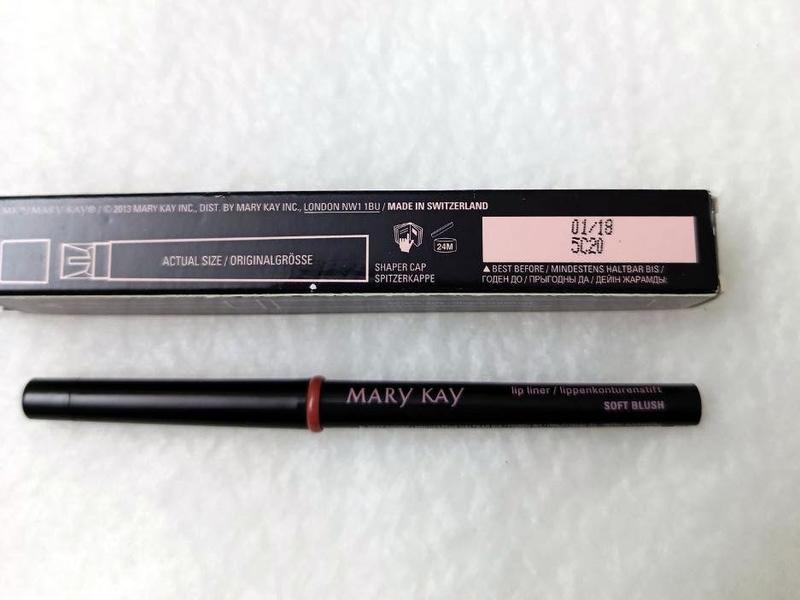 MARY KAY® / © 2013 MARY KAY INC., DIST. BY MARY KAY INC., LONDON NW1 1BU / MADE IN SWITZERLAND
ACTUAL SIZE / ORIGINALGRÖSSE
SHAPER CAP
SPITZERKAPPE
24M
01/18
5C20
▲ BEST BEFORE / MINDESTENS HALTBAR BIS /
ГОДЕН ДО / ПРЫГОДНЫ ДА / ДЕЙІН ЖАРАМДЫ:
MARY KAY
lip liner / lippenkonturenstift
SOFT BLUSH